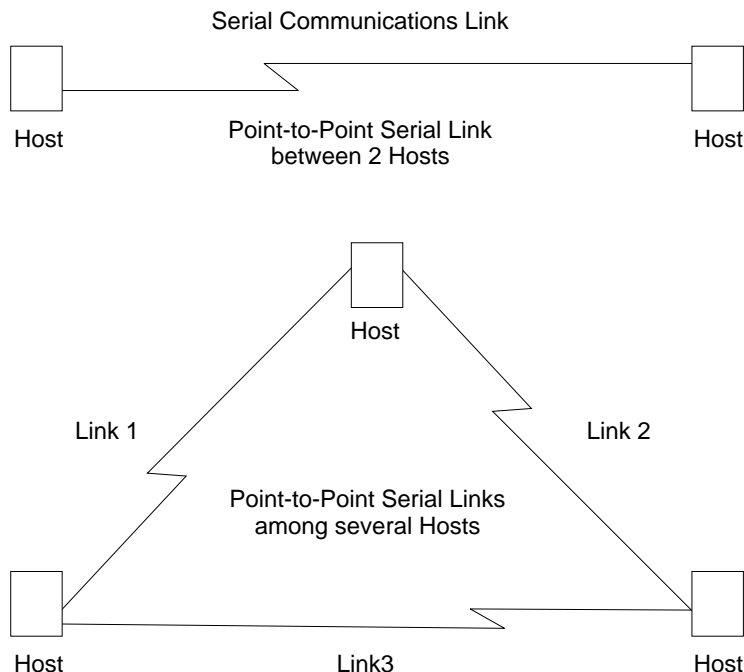 Serial Communications Link
Host
Point-to-Point Serial Link
between 2 Hosts
Host
Host
Link 1
Link 2
Point-to-Point Serial Links
among several Hosts
Host
Link3
Host